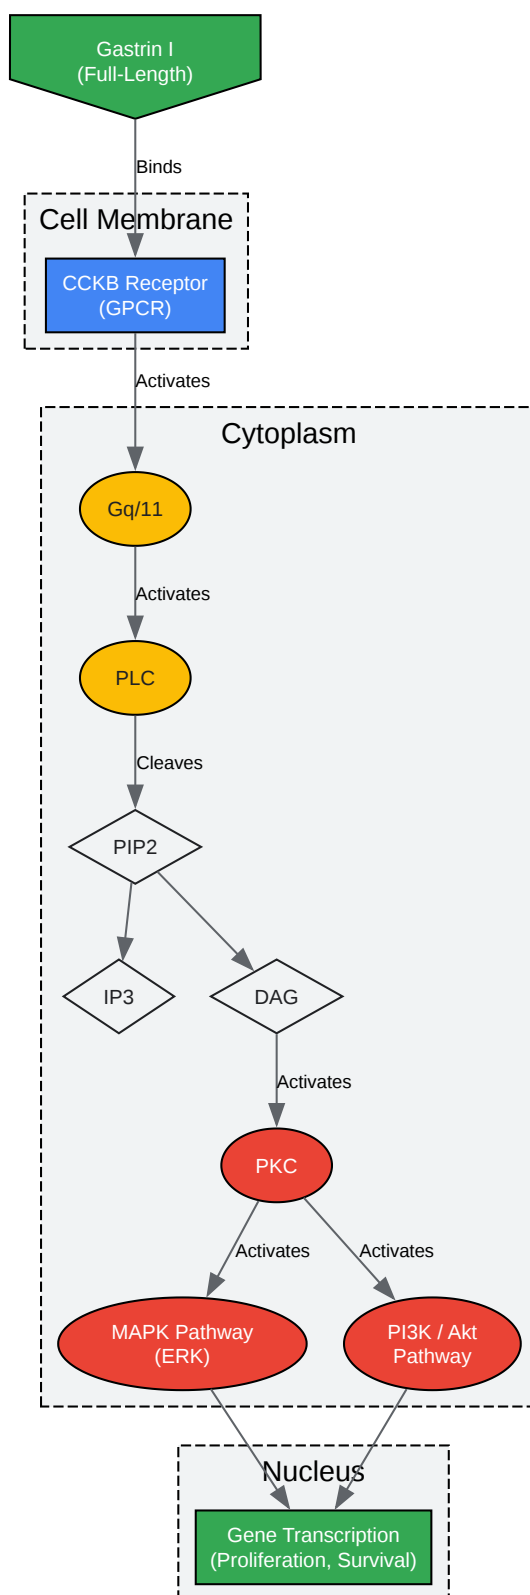 Gastrin I
(Full-Length)
Binds
Cell Membrane
CCKB Receptor
(GPCR)
Activates
Cytoplasm
Gq/11
Activates
PLC
Cleaves
PIP2
IP3
DAG
Activates
PKC
Activates
Activates
MAPK Pathway
(ERK)
PI3K / Akt
Pathway
Nucleus
Gene Transcription
(Proliferation, Survival)